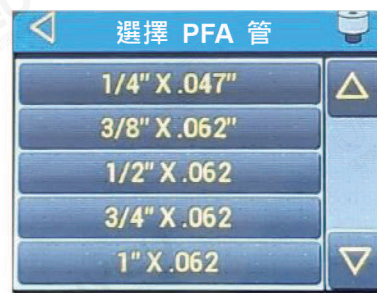 選擇 PFA 管
1/4" X .047"
3/8" X .062"
1/2" X .062
3/4" X .062
1" X .062